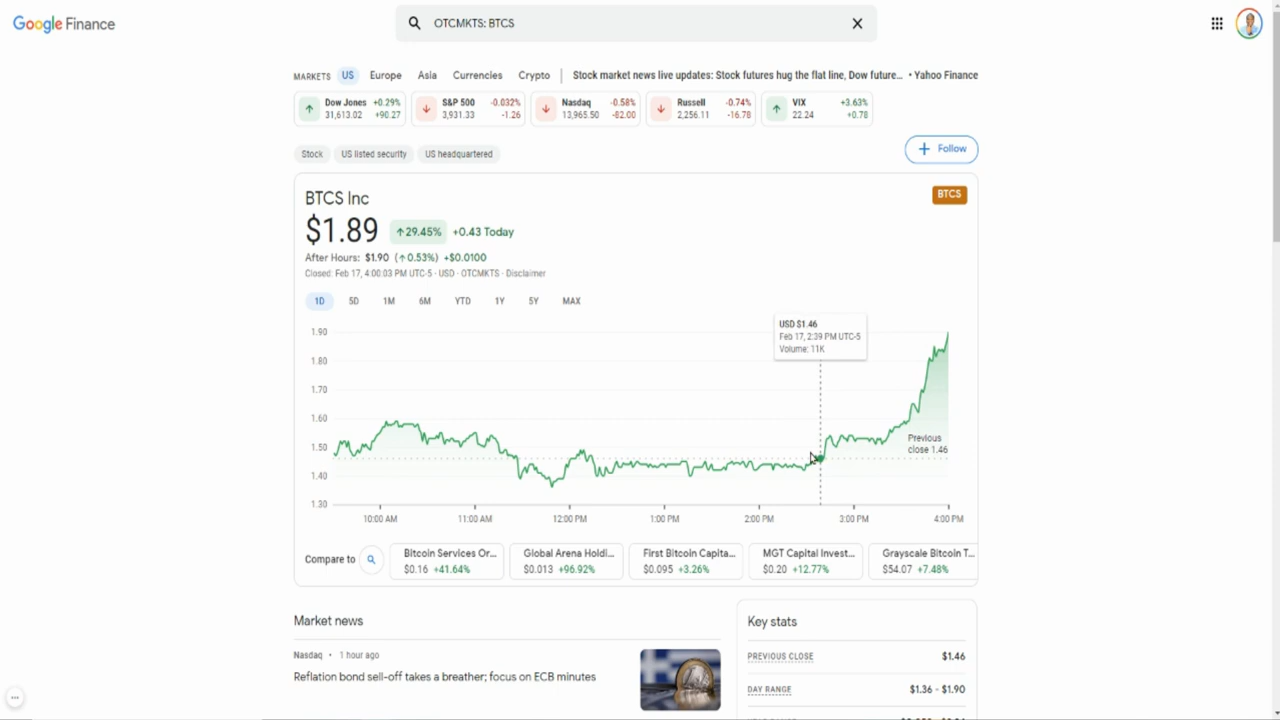 Google Finance
OTCMKTS: BTCS
MARKETS US Europe Asia Currencies Crypto Stock market news live updates: Stock futures hug the flat line, Dow future... • Yahoo Finance
Dow Jones +0.29%
31,613.02 +90.27
S&P 500 -0.032%
3,931.33 -1.26
Nasdaq -0.58%
13,965.50 -82.00
Russell -0.74%
2,256.11 -16.78
VIX +3.63%
22.24 +0.78
Stock US listed security US headquartered
Follow
BTCS Inc
BTCS
$1.89 ↑29.45% +0.43 Today
After Hours: $1.90 (↑0.53%) +$0.0100
Closed: Feb 17, 4:00:03 PM UTC-5 · USD · OTCMKTS · Disclaimer
1D 5D 1M 6M YTD 1Y 5Y MAX
USD $1.46
Feb 17, 2:39 PM UTC-5
Volume: 11K
1.90
1.80
1.70
1.60
1.50
1.40
1.30
Previous
close 1.46
10:00 AM 11:00 AM 12:00 PM 1:00 PM 2:00 PM 3:00 PM 4:00 PM
Compare to
Bitcoin Services Or...
$0.16 +41.64%
Global Arena Holdi...
$0.013 +96.92%
First Bitcoin Capita...
$0.095 +3.26%
MGT Capital Invest...
$0.20 +12.77%
Grayscale Bitcoin T...
$54.07 +7.48%
Market news
Nasdaq • 1 hour ago
Reflation bond sell-off takes a breather; focus on ECB minutes
Key stats
PREVIOUS CLOSE $1.46
DAY RANGE $1.36 - $1.90